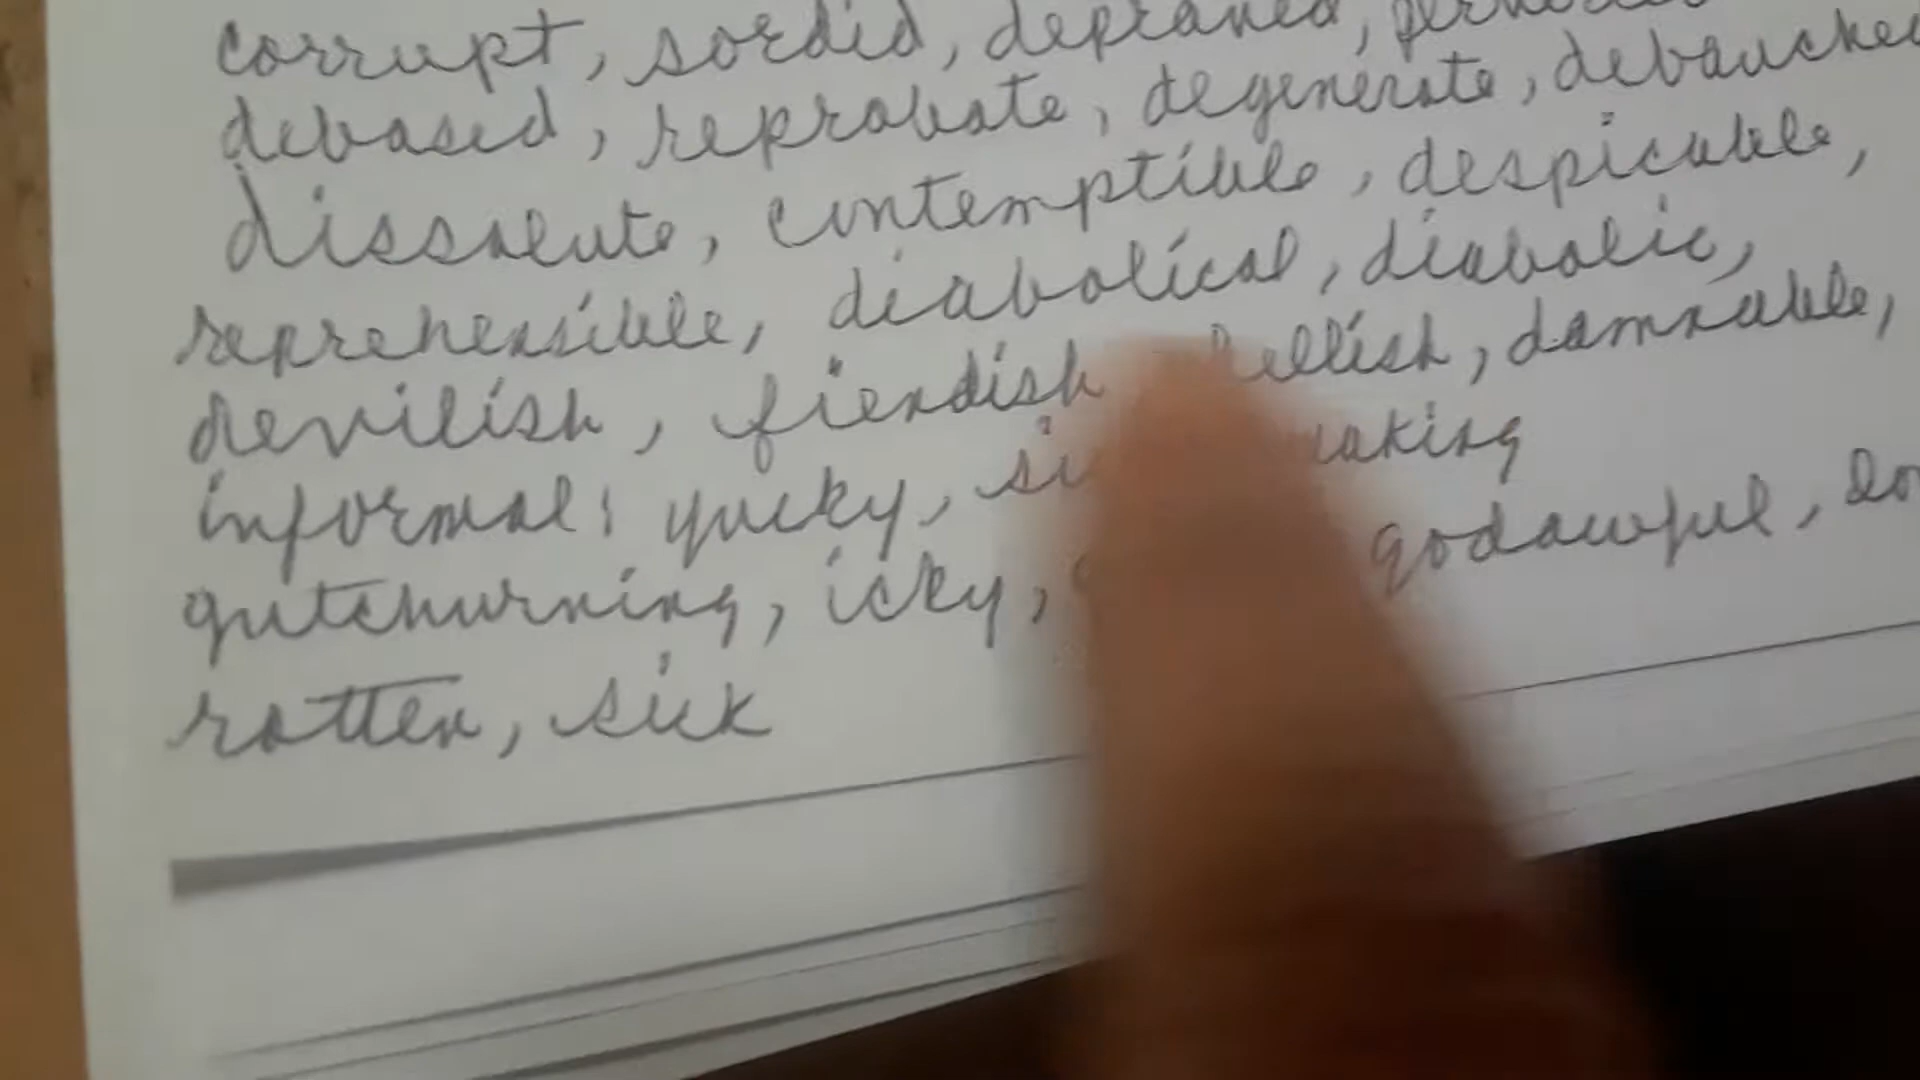 corrupt, sordid, depraved,
debased, reprobate, degenerate, debauched
dissolute, contemptible, despicable,
reprehensible, diabolical, diabolic,
devilish, fiendish hellish, damnable,
informal: yucky,
gutchurning, icky, godawful,
rotten, sick